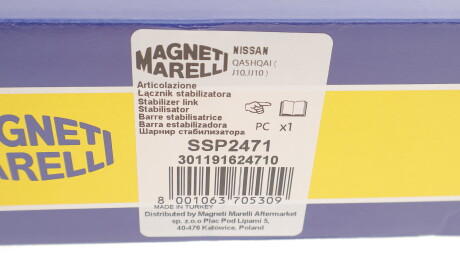 MAGNETI
MARELLI
NISSAN
QASHQAI (
J10,JJ10 )
Articolazione
Łącznik stabilizatora
Stabilizer link
Stabilisator
Barre stabilisatrice
Barra estabilizadora
Шарнир стабилизатора
PC x1
SSP2471
301191624710
8 001063 705309
MADE IN TURKEY
Distributed by Magneti Marelli Aftermarket
sp. z.o.o Plac Pod Lipami 5,
40-476 Katowice, Poland
MAGNETI
MARELLI